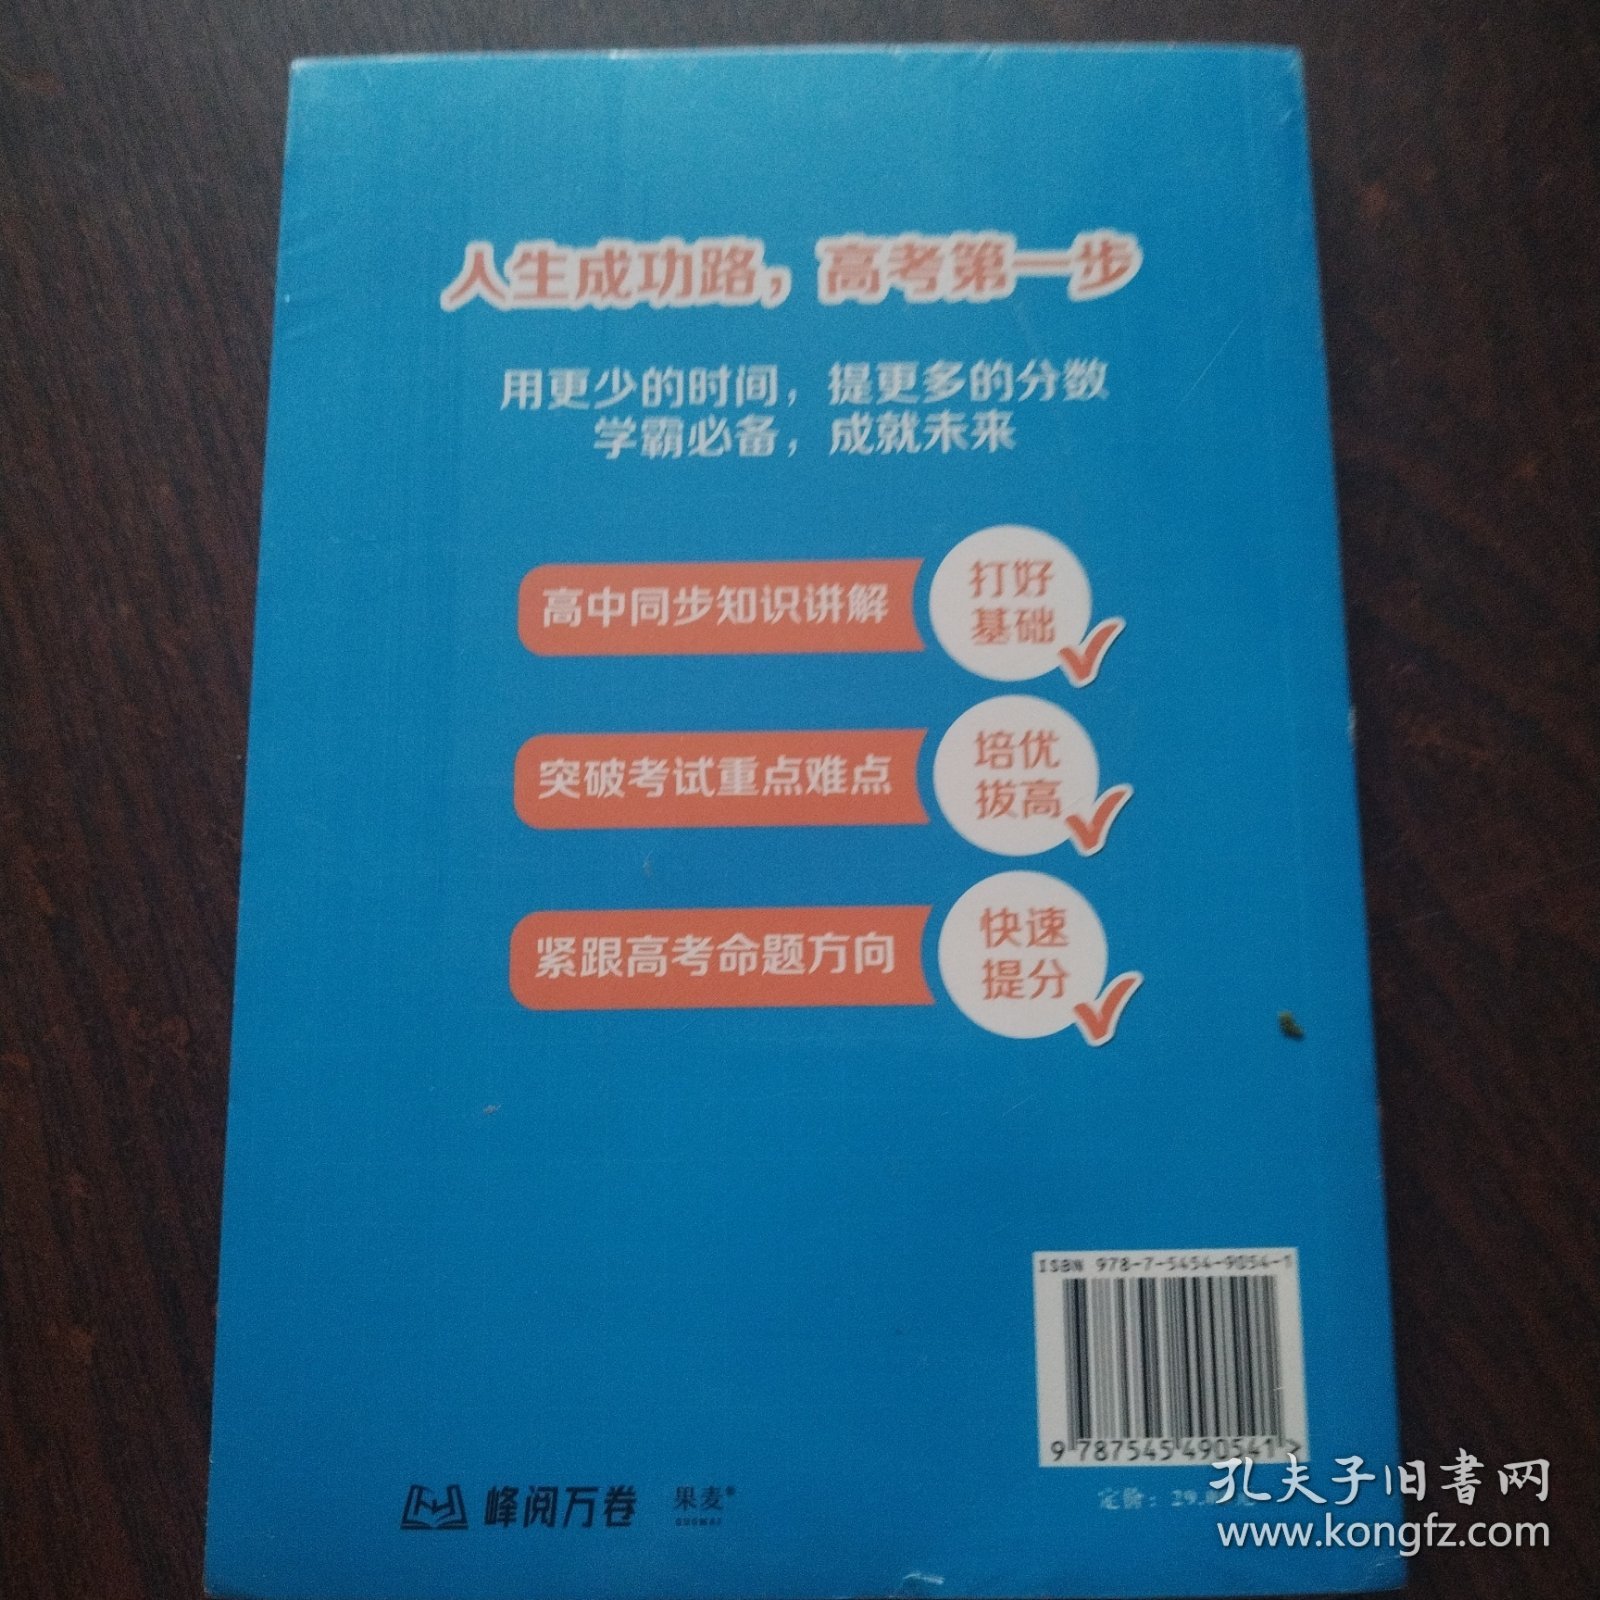 人生成功路，高考第一步
用更少的时间，提更多的分数
学霸必备，成就未来
高中同步知识讲解
打好
基础
突破考试重点难点
培优
拔高
紧跟高考命题方向
快速
提分
ISBN 978-7-5454-9054-1
9 787545 490541 >
峰阅万卷
果麦
GUOMAI
定价：29.
孔夫子旧书网
www.kongfz.com